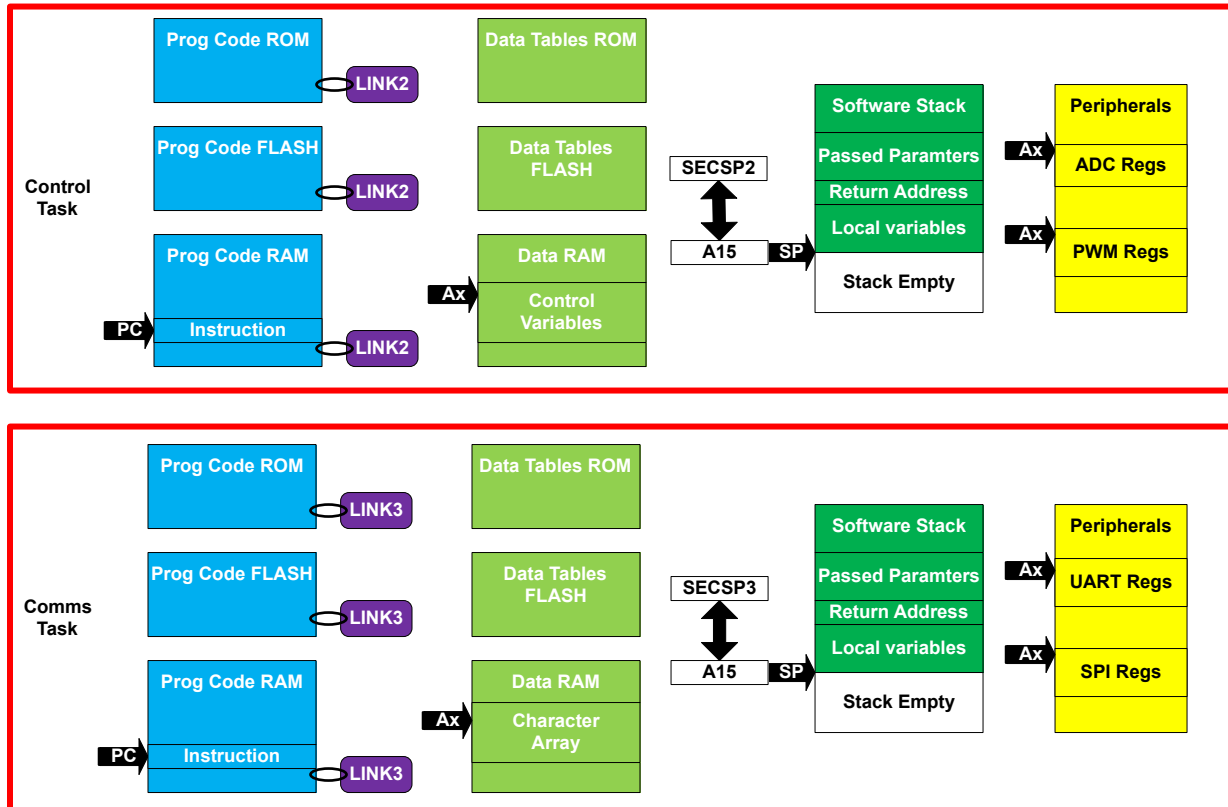 Prog Code ROM
LINK2
Data Tables ROM
Prog Code FLASH
LINK2
Data Tables
FLASH
Control
Task
Prog Code RAM
PC
Instruction
LINK2
Data RAM
Ax
Control
Variables
SECSP2
A15
SP
Software Stack
Passed Paramters
Return Address
Local variables
Stack Empty
Peripherals
Ax
ADC Regs
Ax
PWM Regs
Prog Code ROM
LINK3
Data Tables ROM
Prog Code FLASH
LINK3
Data Tables
FLASH
Comms
Task
Prog Code RAM
PC
Instruction
LINK3
Data RAM
Ax
Character
Array
SECSP3
A15
SP
Software Stack
Passed Paramters
Return Address
Local variables
Stack Empty
Peripherals
Ax
UART Regs
Ax
SPI Regs